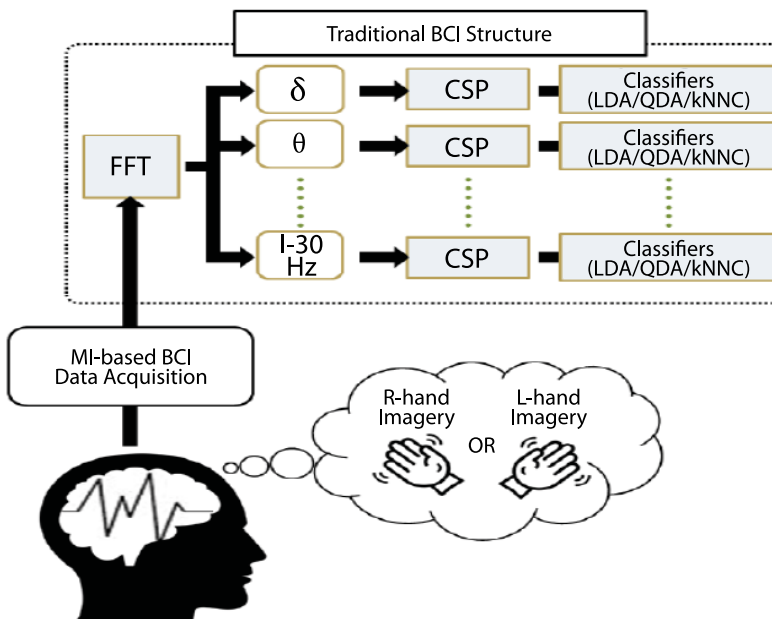 Traditional BCI Structure
FFT
δ
CSP
Classifiers
(LDA/QDA/kNNC)
θ
CSP
Classifiers
(LDA/QDA/kNNC)
I-30
Hz
CSP
Classifiers
(LDA/QDA/kNNC)
MI-based BCI
Data Acquisition
R-hand
Imagery
OR
L-hand
Imagery